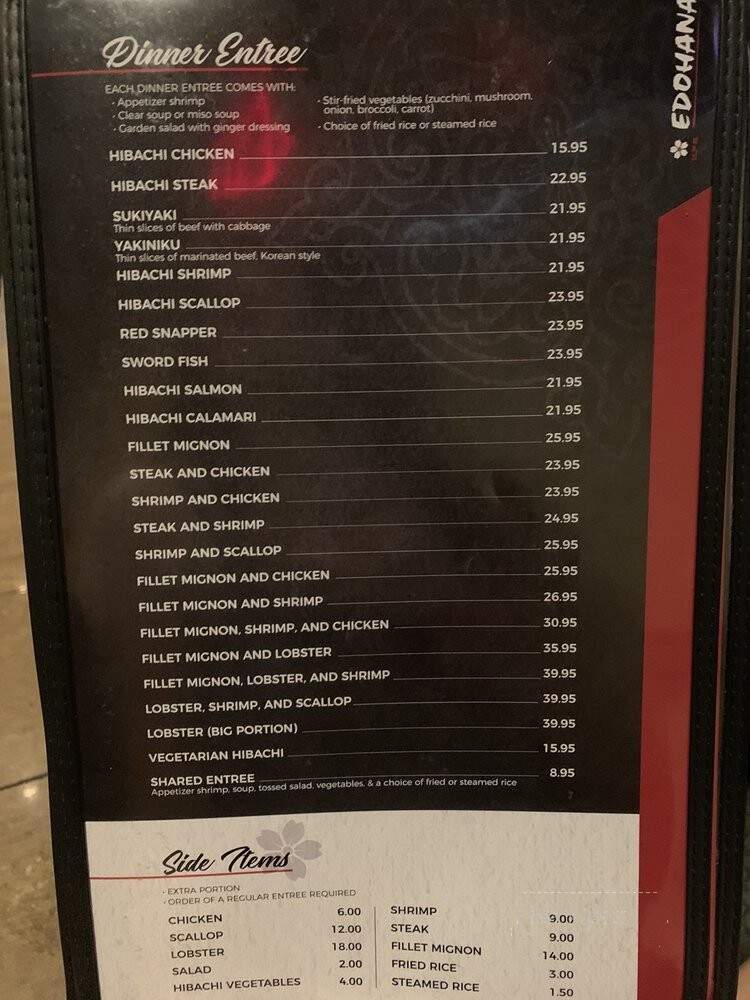 Dinner Entree
EDOHANA
EACH DINNER ENTREE COMES WITH:
· Appetizer shrimp
· Clear soup or miso soup
· Garden salad with ginger dressing
· Stir-fried vegetables (zucchini, mushroom,
onion, broccoli, carrot)
· Choice of fried rice or steamed rice
HIBACHI CHICKEN 15.95
HIBACHI STEAK 22.95
SUKIYAKI 21.95
Thin slices of beef with cabbage
YAKINIKU 21.95
Thin slices of marinated beef, Korean style
HIBACHI SHRIMP 21.95
HIBACHI SCALLOP 23.95
RED SNAPPER 23.95
SWORD FISH 23.95
HIBACHI SALMON 21.95
HIBACHI CALAMARI 21.95
FILLET MIGNON 25.95
STEAK AND CHICKEN 23.95
SHRIMP AND CHICKEN 23.95
STEAK AND SHRIMP 24.95
SHRIMP AND SCALLOP 25.95
FILLET MIGNON AND CHICKEN 25.95
FILLET MIGNON AND SHRIMP 26.95
FILLET MIGNON, SHRIMP, AND CHICKEN 30.95
FILLET MIGNON AND LOBSTER 35.95
FILLET MIGNON, LOBSTER, AND SHRIMP 39.95
LOBSTER, SHRIMP, AND SCALLOP 39.95
LOBSTER (BIG PORTION) 39.95
VEGETARIAN HIBACHI 15.95
SHARED ENTREE 8.95
Appetizer shrimp, soup, tossed salad, vegetables, & a choice of fried or steamed rice
Side Items
· EXTRA PORTION
· ORDER OF A REGULAR ENTREE REQUIRED
CHICKEN 6.00
SCALLOP 12.00
LOBSTER 18.00
SALAD 2.00
HIBACHI VEGETABLES 4.00
SHRIMP 9.00
STEAK 9.00
FILLET MIGNON 14.00
FRIED RICE 3.00
STEAMED RICE 1.50